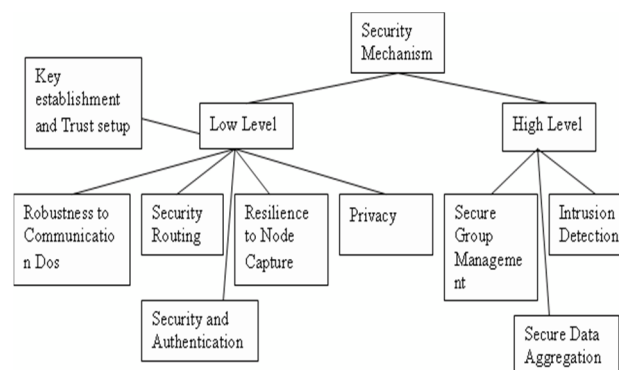 Security
Mechanism
Key
establishment
and Trust setup
Low Level
High Level
Robustness to
Communicatio
n Dos
Security
Routing
Resilience
to Node
Capture
Privacy
Secure
Group
Manageme
nt
Intrusion
Detection
Security and
Authentication
Secure Data
Aggregation